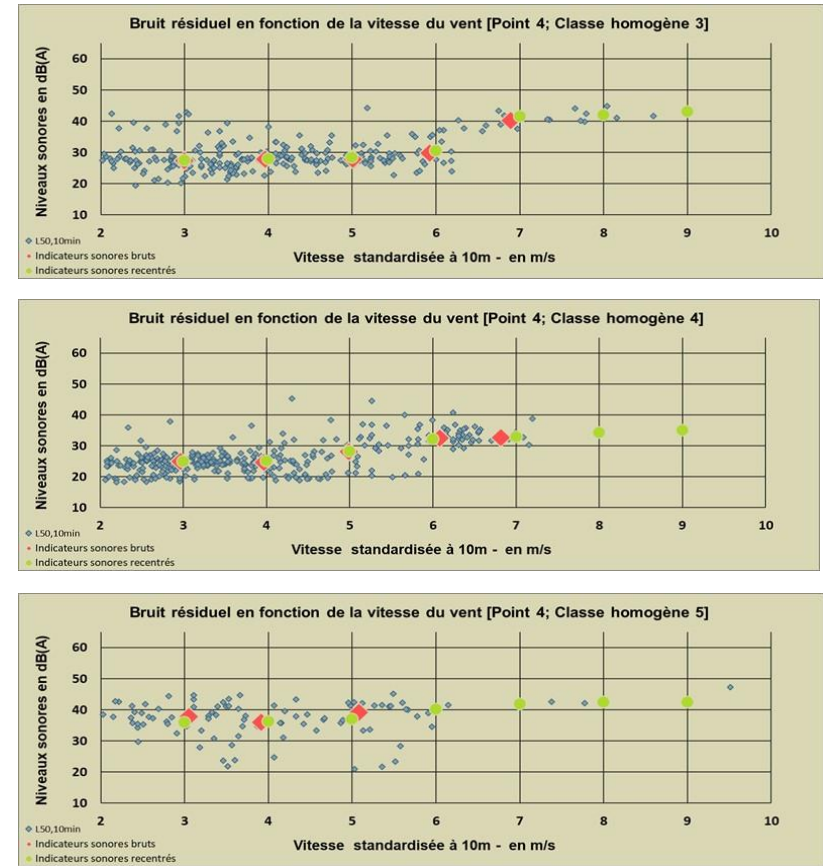 Bruit résiduel en fonction de la vitesse du vent [Point 4; Classe homogène 3]
Niveaux sonores en dB(A)
60
50
40
30
20
10
2 3 4 5 6 7 8 9 10
Vitesse standardisée à 10m - en m/s
L50,10min
Indicateurs sonores bruts
Indicateurs sonores recentrés
Bruit résiduel en fonction de la vitesse du vent [Point 4; Classe homogène 4]
Niveaux sonores en dB(A)
60
50
40
30
20
10
2 3 4 5 6 7 8 9 10
Vitesse standardisée à 10m - en m/s
L50,10min
Indicateurs sonores bruts
Indicateurs sonores recentrés
Bruit résiduel en fonction de la vitesse du vent [Point 4; Classe homogène 5]
Niveaux sonores en dB(A)
60
50
40
30
20
10
2 3 4 5 6 7 8 9 10
Vitesse standardisée à 10m - en m/s
L50,10min
Indicateurs sonores bruts
Indicateurs sonores recentrés